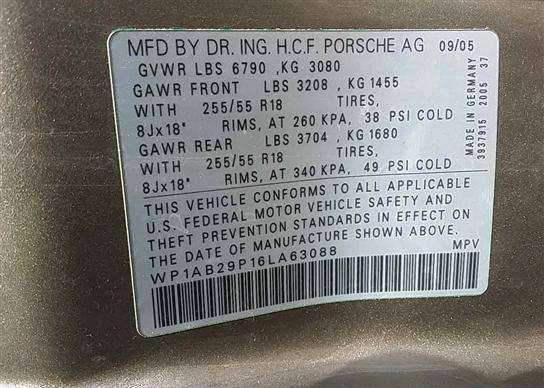 MFD BY DR. ING. H.C.F. PORSCHE AG 09/05
GVWR LBS 6790 , KG 3080
GAWR FRONT LBS 3208 , KG 1455
WITH 255/55 R18 TIRES,
8Jx18" RIMS, AT 260 KPA, 38 PSI COLD
GAWR REAR LBS 3704 , KG 1680
WITH 255/55 R18 TIRES,
8Jx18" RIMS, AT 340 KPA, 49 PSI COLD
THIS VEHICLE CONFORMS TO ALL APPLICABLE
U.S. FEDERAL MOTOR VEHICLE SAFETY AND
THEFT PREVENTION STANDARDS IN EFFECT ON
THE DATE OF MANUFACTURE SHOWN ABOVE.
WP1AB29P16LA63088 MPV
MADE IN GERMANY
3937915 2005 37